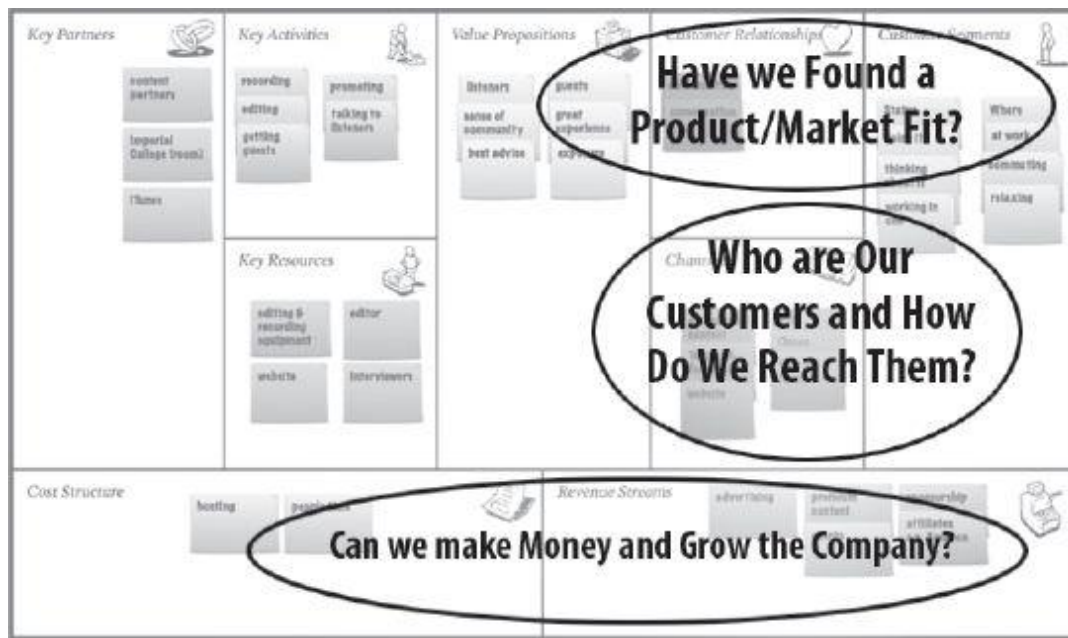 Key Partners
content
partners
Imperial
College (room)
iTunes
Key Activities
recording
editing
getting
guests
promoting
talking to
listeners
Key Resources
editing &
recording
equipment
editor
website
interviewers
Value Propositions
listeners
sense of
community
best advise
guests
great
experience
exposure
Customer Relationships
Customer Segments
Have we Found a
Product/Market Fit?
thinking
working in
Where
at work
commuting
relaxing
Who are Our
Customers and How
Do We Reach Them?
website
Cost Structure
hosting
Revenue Streams
advertising
content
sponsorship
affiliates
Can we make Money and Grow the Company?